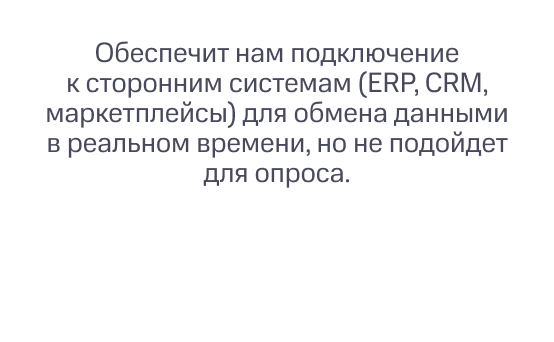 Обеспечит нам подключение
к сторонним системам (ERP, CRM,
маркетплейсы) для обмена данными
в реальном времени, но не подойдет
для опроса.